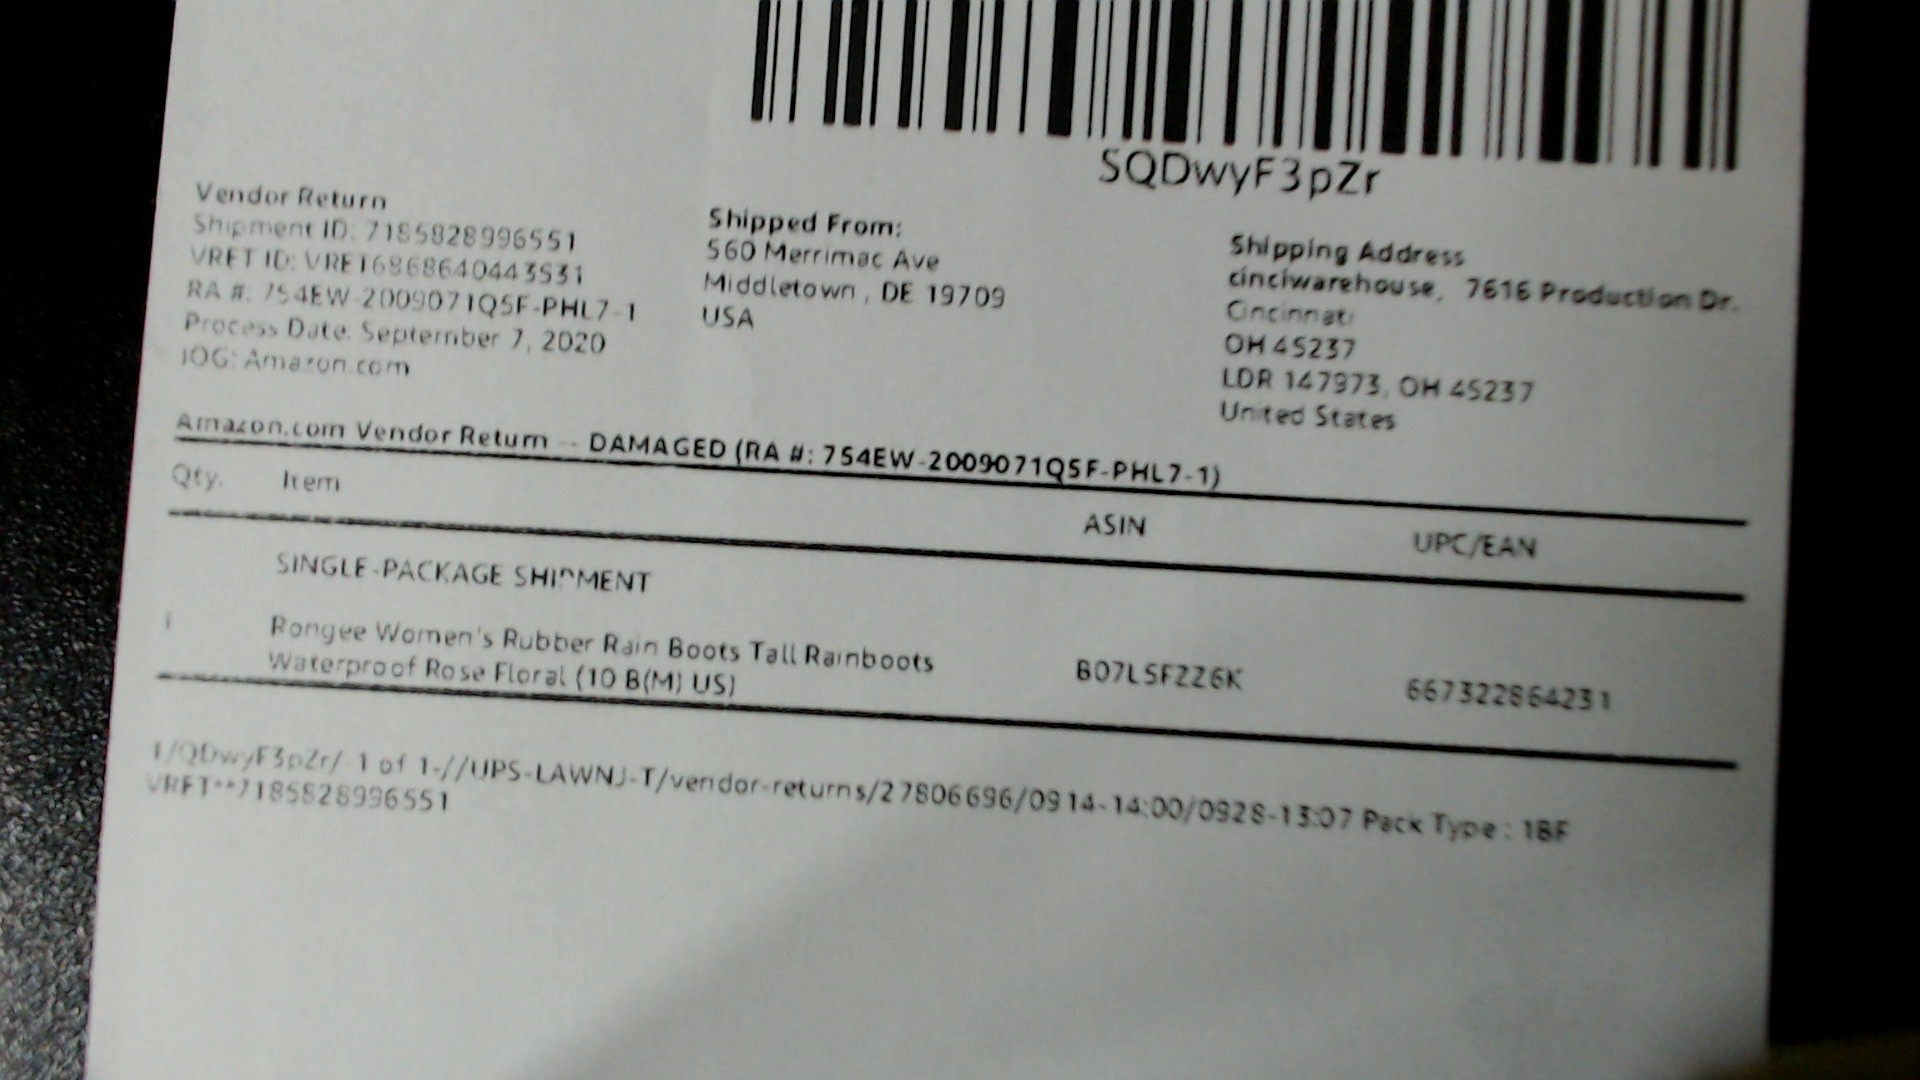 SQDwyF3pZr
Vendor Return
Shipment ID: 7185828996551
VRET ID: VRET6868640443531
RA #: 754EW-2009071Q5F-PHL7-1
Process Date: September 7, 2020
IOG: Amazon.com
Shipped From:
560 Merrimac Ave
Middletown , DE 19709
USA
Shipping Address
cinciwarehouse, 7616 Production Dr.
Cincinnati
OH 45237
LDR 147973, OH 45237
United States
Amazon.com Vendor Return -- DAMAGED (RA #: 754EW-2009071Q5F-PHL7-1)
Qty. Item ASIN UPC/EAN
SINGLE-PACKAGE SHIPMENT
1 Rongee Women's Rubber Rain Boots Tall Rainboots
Waterproof Rose Floral (10 B(M) US) B07L5FZZ6K 667322864231
1/QDwyF3pZr/-1 of 1-//UPS-LAWNJ-T/vendor-returns/27806696/0914-14:00/0928-13:07 Pack Type : 1BF
VRET**7185828996551